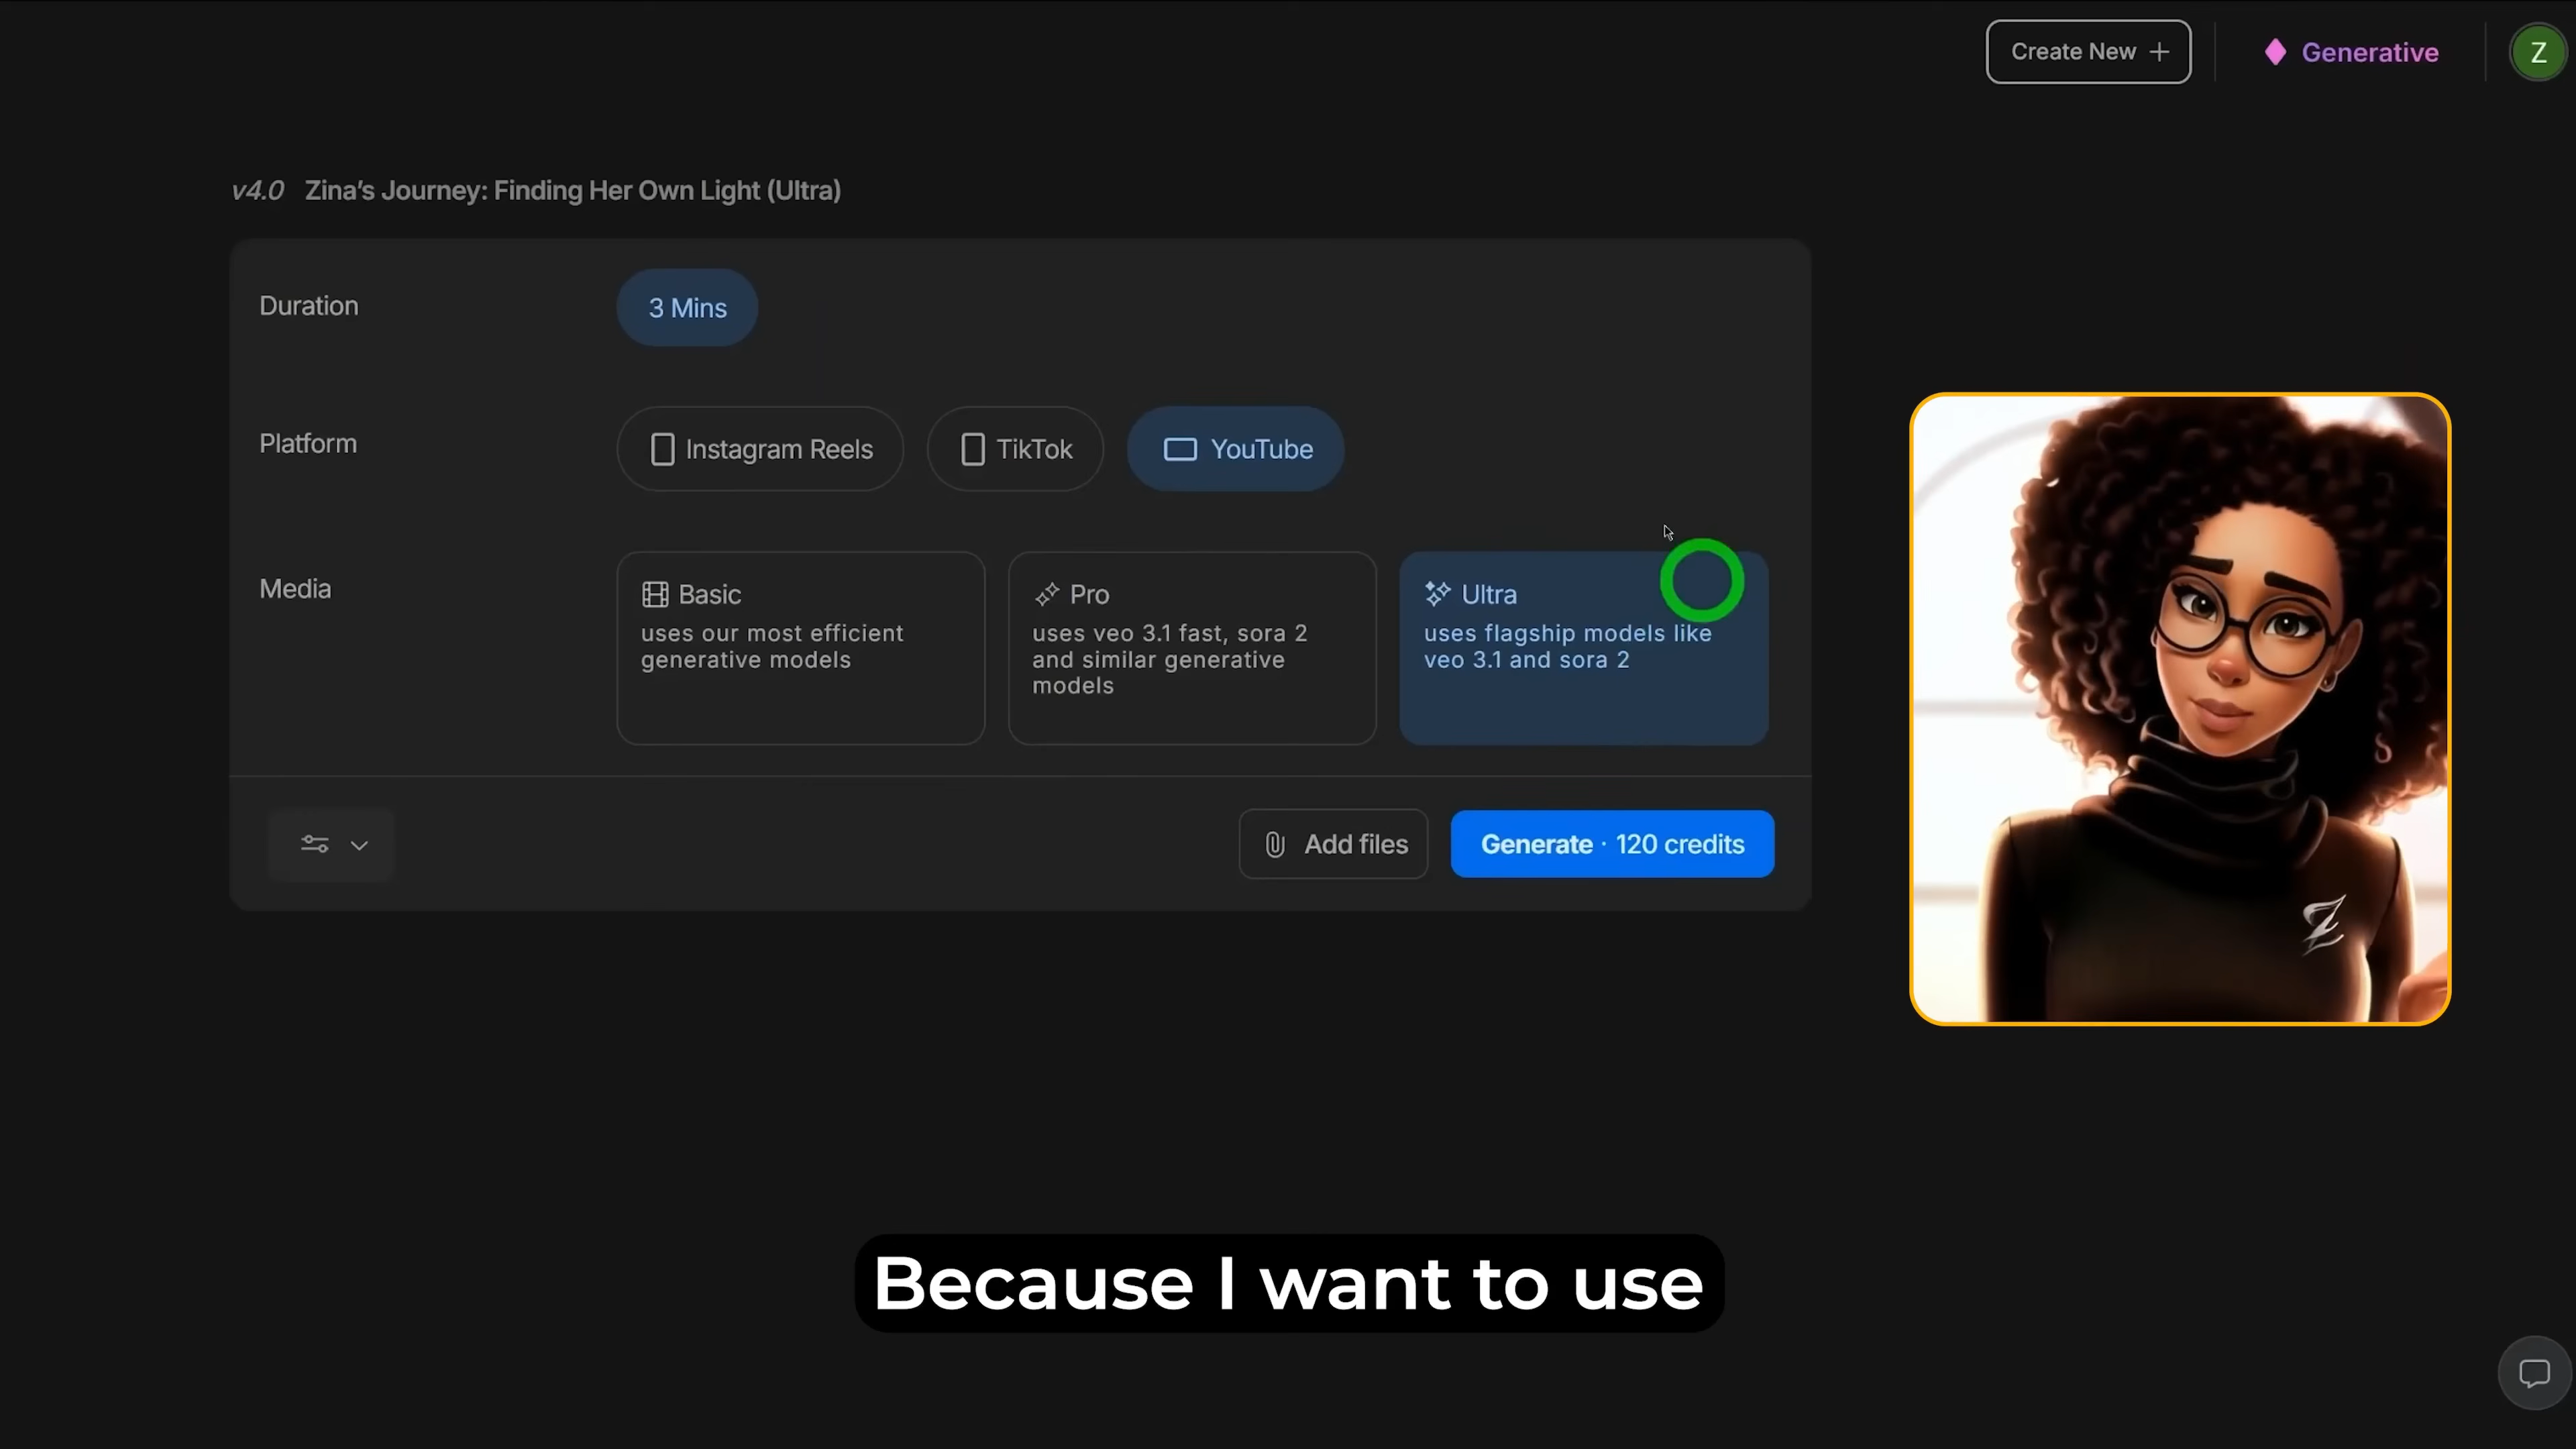 Create New +
Generative
Z
v4.0 Zina's Journey: Finding Her Own Light (Ultra)
Duration
3 Mins
Platform
Instagram Reels
TikTok
YouTube
Media
Basic
uses our most efficient
generative models
Pro
uses veo 3.1 fast, sora 2
and similar generative
models
Ultra
uses flagship models like
veo 3.1 and sora 2
Add files
Generate · 120 credits
Z
Because I want to use